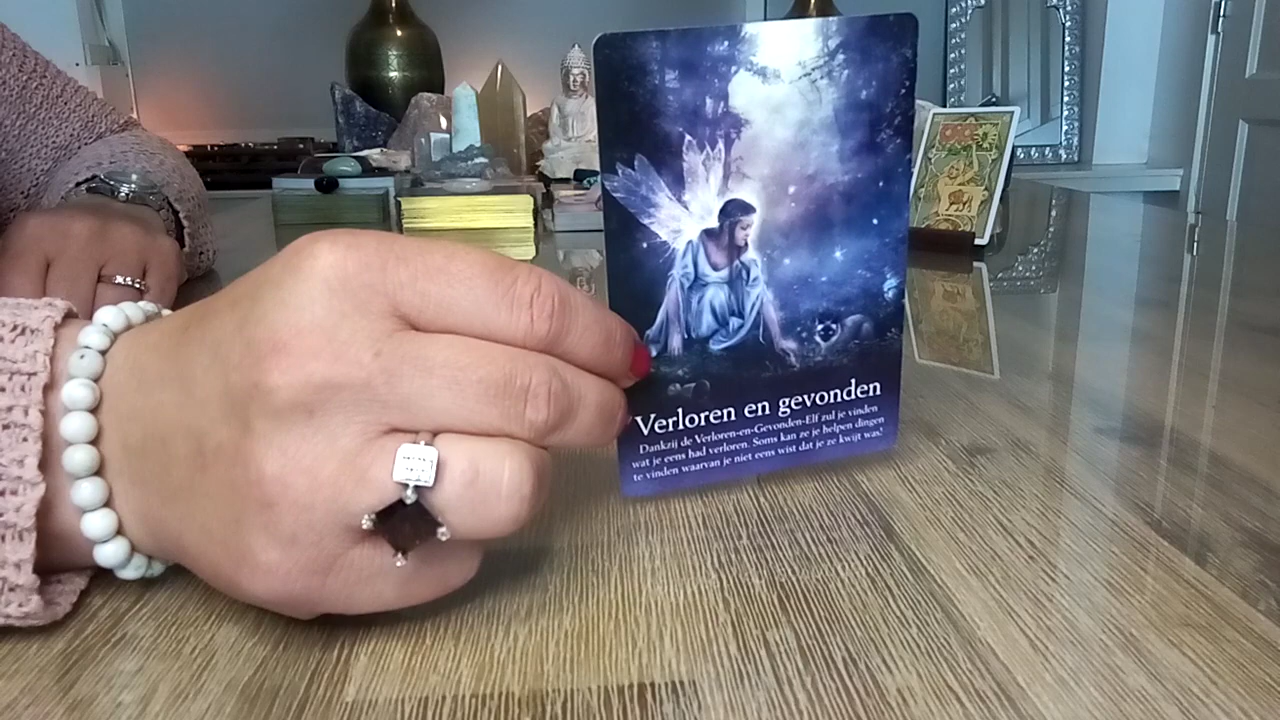 Verloren en gevonden
Dankzij de Verloren-en-Gevonden-Elf zul je vinden
wat je eens had verloren. Soms kan ze je helpen dingen
te vinden waarvan je niet eens wist dat je ze kwijt was!